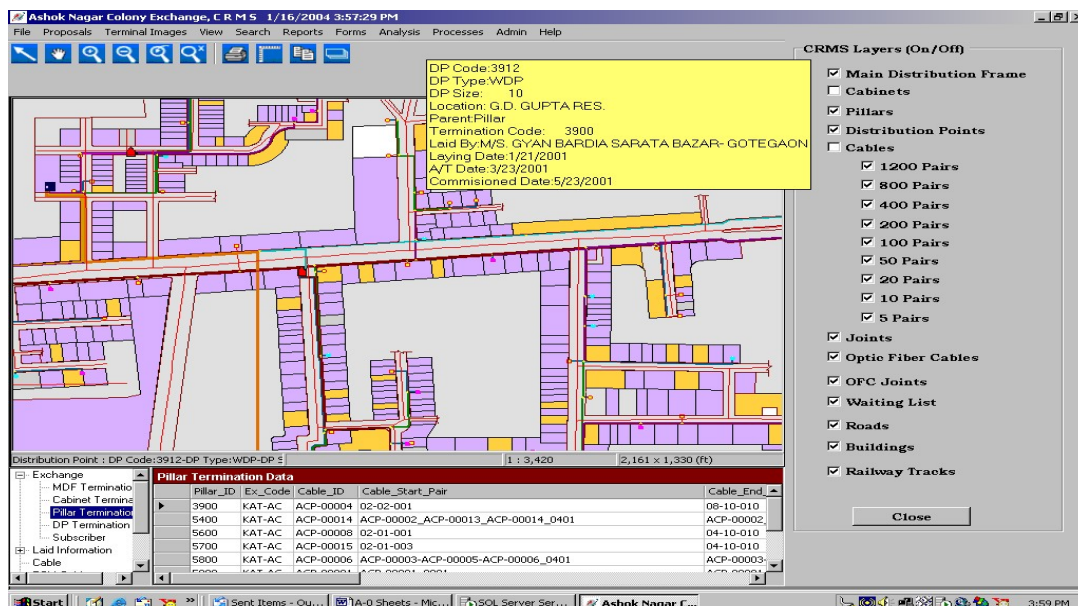 Ashok Nagar Colony Exchange, C R M S 1/16/2004 3:57:29 PM
File Proposals Terminal Images View Search Reports Forms Analysis Processes Admin Help
DP Code:3912
DP Type:WDP
DP Size: 10
Location: G.D. GUPTA RES.
Parent:Pillar
Termination Code: 3900
Laid By:M/S. GYAN BARDIA SARATA BAZAR- GOTEGAON
Laying Date:1/21/2001
A/T Date:3/23/2001
Commisioned Date:5/23/2001
CRMS Layers (On/Off)
Main Distribution Frame
Cabinets
Pillars
Distribution Points
Cables
1200 Pairs
800 Pairs
400 Pairs
200 Pairs
100 Pairs
50 Pairs
20 Pairs
10 Pairs
5 Pairs
Joints
Optic Fiber Cables
OFC Joints
Waiting List
Roads
Buildings
Railway Tracks
Close
Distribution Point : DP Code:3912-DP Type:WDP-DP S
1 : 3,420
2,161 x 1,330 (ft)
Exchange
MDF Terminatio
Cabinet Termina
Pillar Termination
DP Termination
Subscriber
Laid Information
Cable
Pillar Termination Data
Pillar_ID Ex_Code Cable_ID Cable_Start_Pair Cable_End_
3900 KAT-AC ACP-00004 02-02-001 08-10-010
5400 KAT-AC ACP-00014 ACP-00002_ACP-00013_ACP-00014_0401 ACP-00002_
5600 KAT-AC ACP-00008 02-01-001 04-10-010
5700 KAT-AC ACP-00015 02-01-003 04-10-010
5800 KAT-AC ACP-00006 ACP-00003-ACP-00005-ACP-00006_0401 ACP-00003-
Start
Sent Items - Ou...
A-0 Sheets - Mic...
SQL Server Ser...
Ashok Nagar C...
3:59 PM